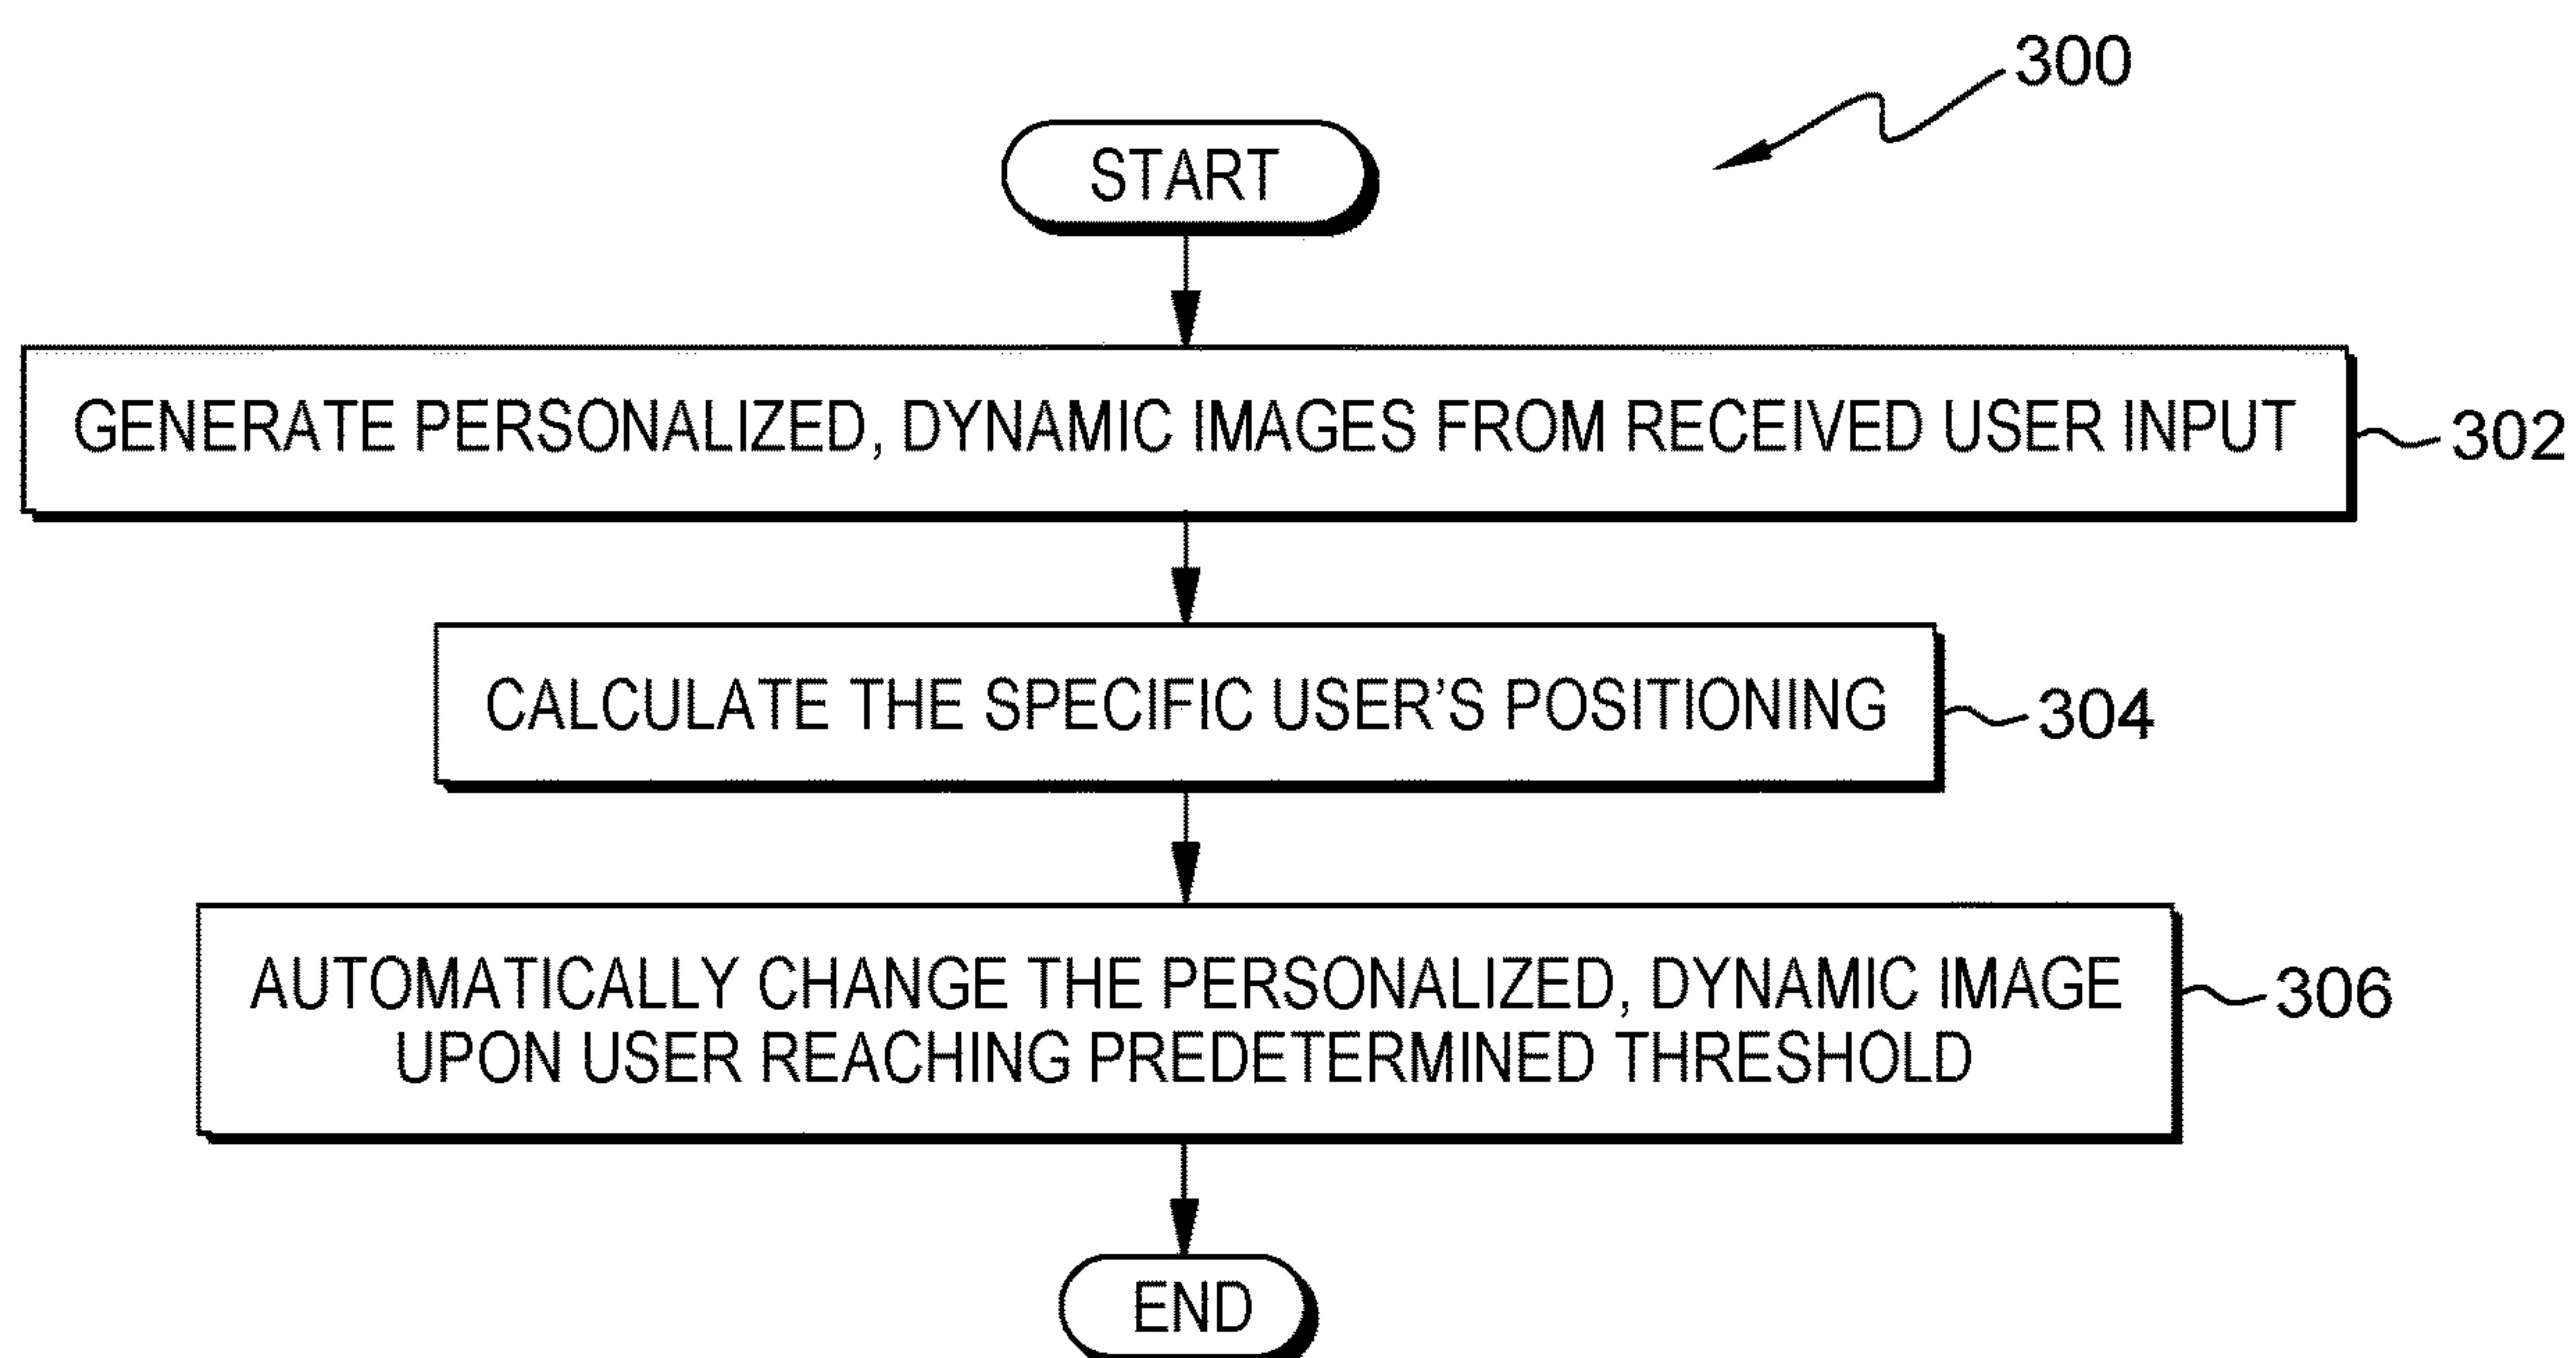 300
START
GENERATE PERSONALIZED, DYNAMIC IMAGES FROM RECEIVED USER INPUT
302
CALCULATE THE SPECIFIC USER’S POSITIONING
304
AUTOMATICALLY CHANGE THE PERSONALIZED, DYNAMIC IMAGE
306
UPON USER REACHING PREDETERMINED THRESHOLD
END